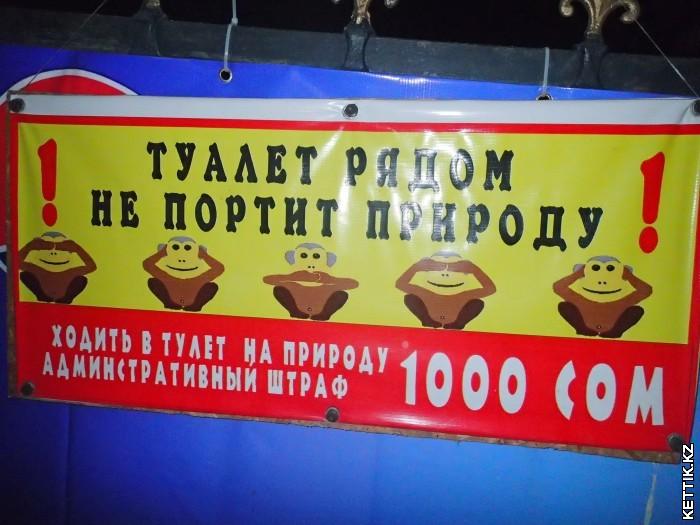 ТУАЛЕТ РЯДОМ
НЕ ПОРТИТ ПРИРОДУ
! !
ХОДИТЬ В ТУЛЕТ НА ПРИРОДУ
АДМИНСТРАТИВНЫЙ ШТРАФ 1000 СОМ
KETTIK.KZ